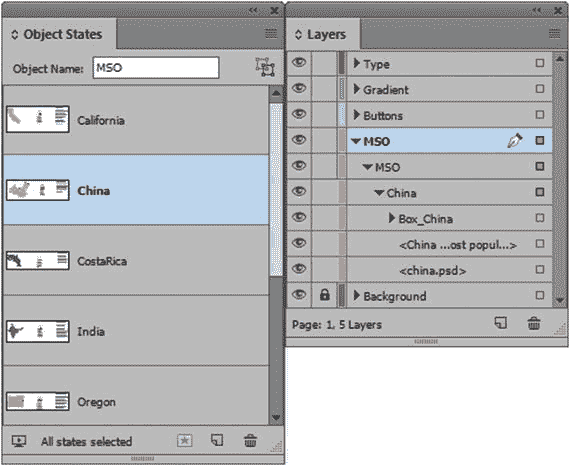 Object States
Object Name: MSO
California
China
CostaRica
India
Oregon
All states selected
Layers
Type
Gradient
Buttons
MSO
MSO
China
Box_China
<China ...ost popul...>
<china.psd>
Background
Page: 1, 5 Layers